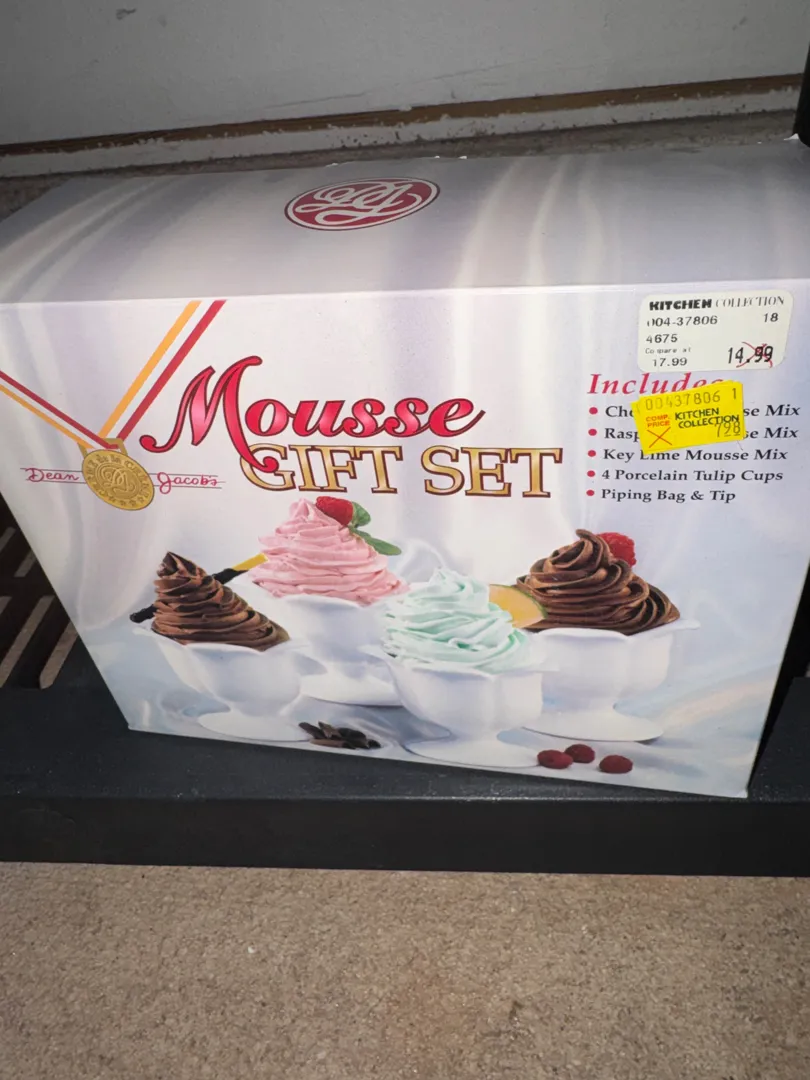 KITCHEN COLLECTION
004-37806 18
4675
Compare at
17.99 14.99
Mousse
GIFT SET
Dean Jacobs
Includes
00437806 1
COMP. PRICE KITCHEN COLLECTION
• Mix
• Mix
• Key Lime Mousse Mix
• 4 Porcelain Tulip Cups
• Piping Bag & Tip